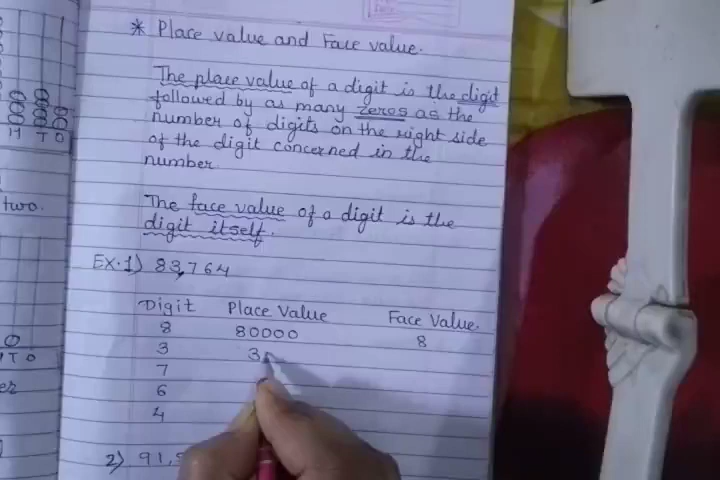 * Place value and Face value.
The place value of a digit is the digit
followed by as many zeros as the
number of digits on the right side
of the digit concerned in the
number.
The face value of a digit is the
digit itself.
Ex.1) 83,764
Digit Place Value Face Value.
8 80000 8
3 3
7
6
4
2) 91,
H T O
two.
T O